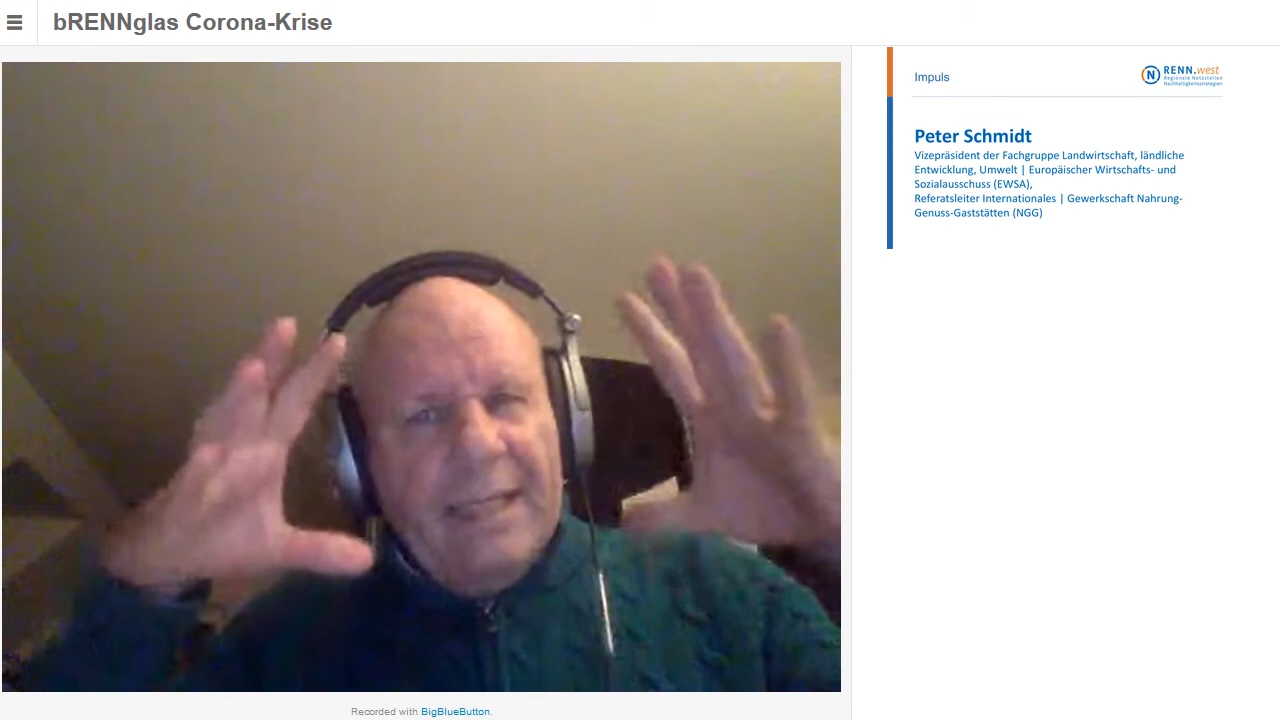 bRENNglas Corona-Krise
Impuls
N RENN.west
Regionale Netzstellen
Nachhaltigkeitsstrategien
Peter Schmidt
Vizepräsident der Fachgruppe Landwirtschaft, ländliche
Entwicklung, Umwelt | Europäischer Wirtschafts- und
Sozialausschuss (EWSA),
Referatsleiter Internationales | Gewerkschaft Nahrung-
Genuss-Gaststätten (NGG)
Recorded with BigBlueButton.